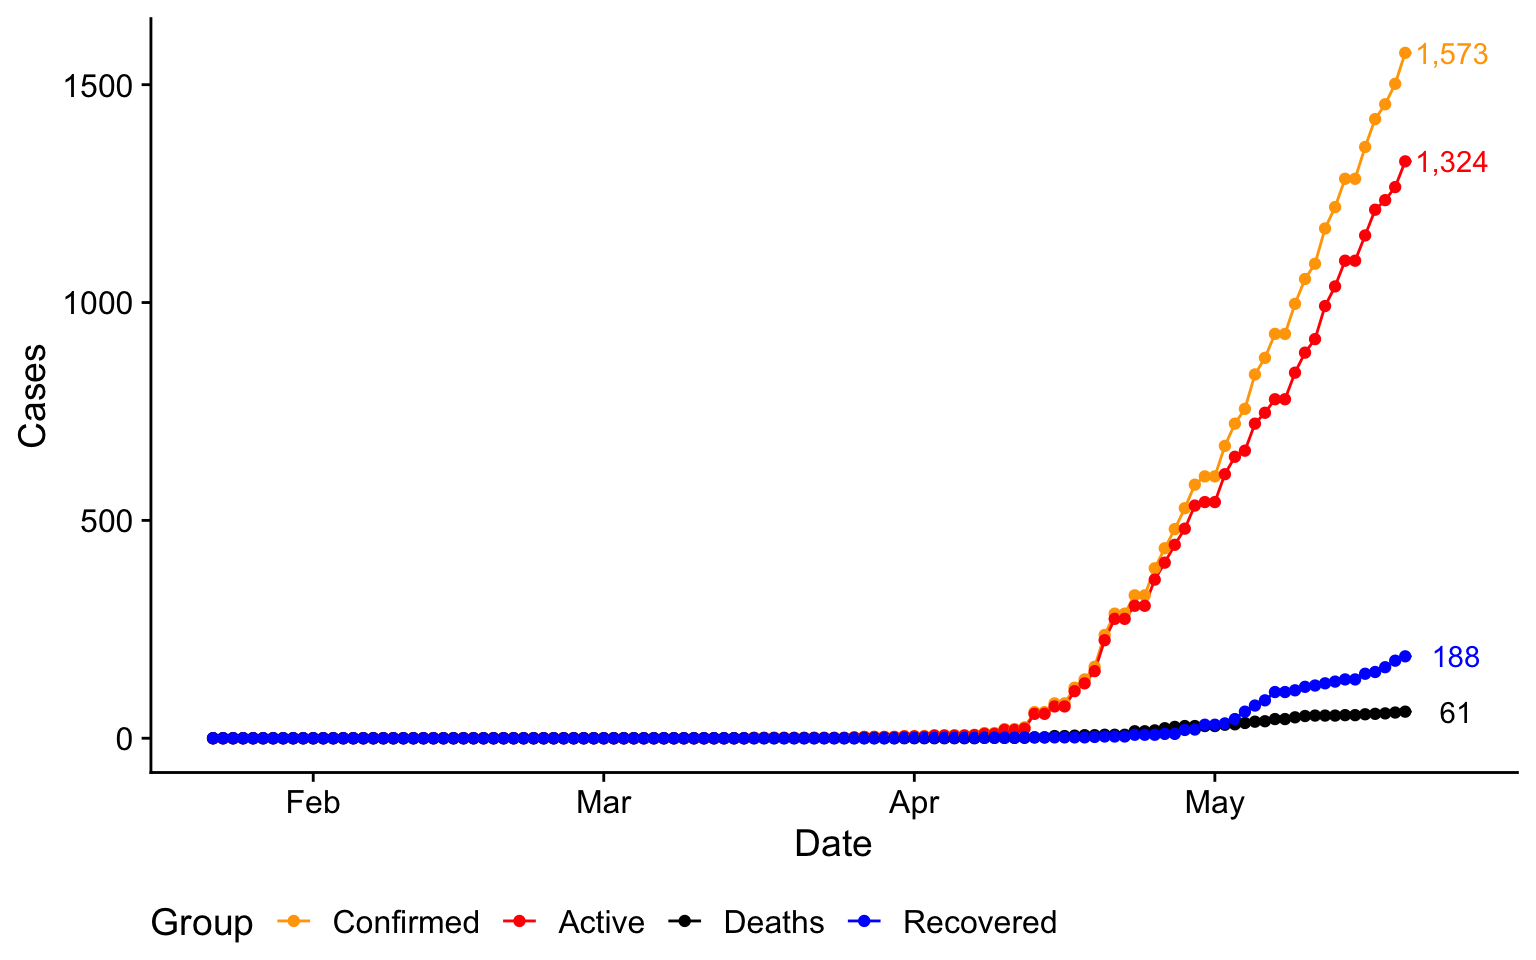 1,573
1500
1,324
1000
Cases
500
188
61
0
Feb Mar Apr May
Date
Group Confirmed Active Deaths Recovered